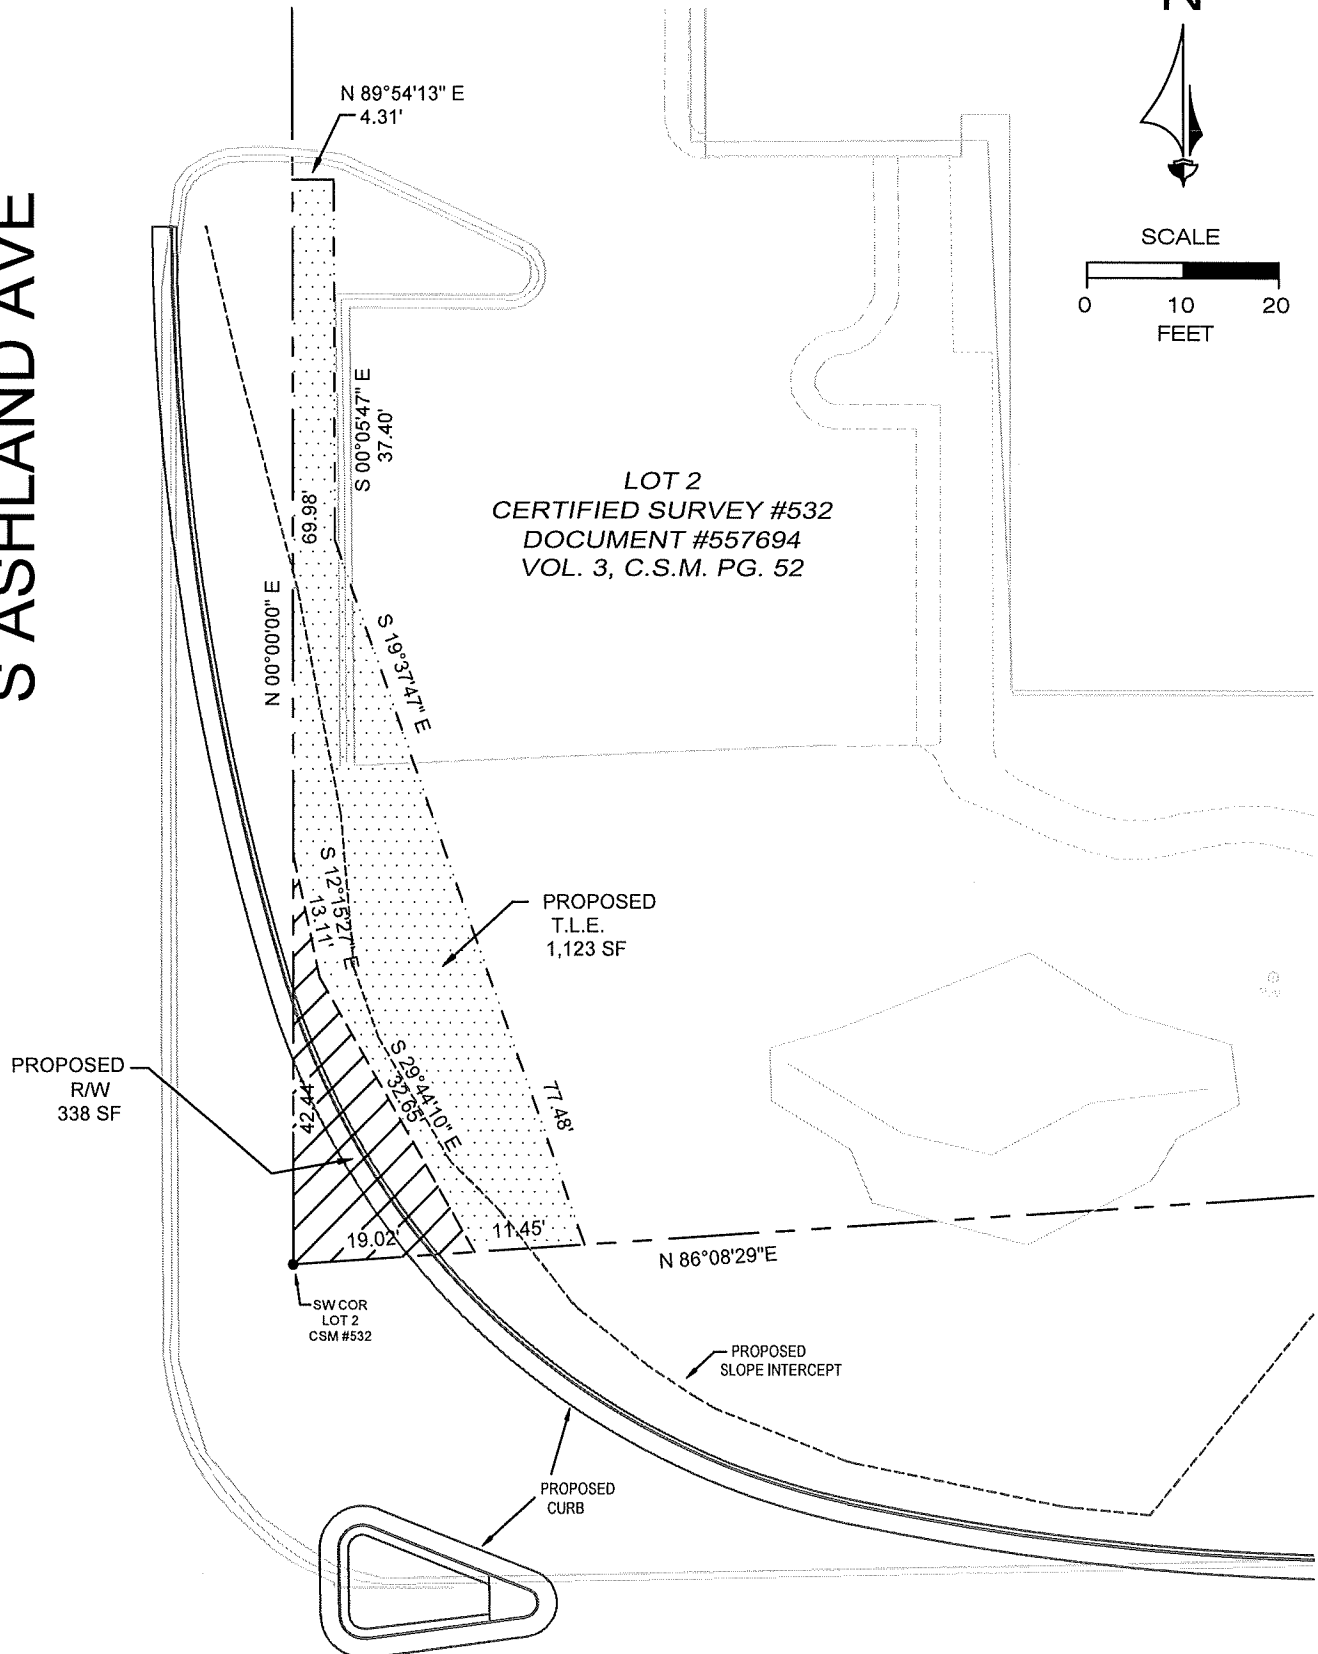 N 89°54'13" E
4.31'
S ASHLAND AVE
SCALE
0 10 20
FEET
S 00°05'47" E
37.40'
69.98'
LOT 2
CERTIFIED SURVEY #532
DOCUMENT #557694
VOL. 3, C.S.M. PG. 52
N 00°00'00" E
S 19°37'47" E
S 12°15'27" E
13.11'
PROPOSED
T.L.E.
1,123 SF
PROPOSED
R/W
338 SF
42.44
S 29°44'10" E
32.65'
77.48'
19.02'
11.45'
N 86°08'29"E
SW COR
LOT 2
CSM #532
PROPOSED
SLOPE INTERCEPT
PROPOSED
CURB